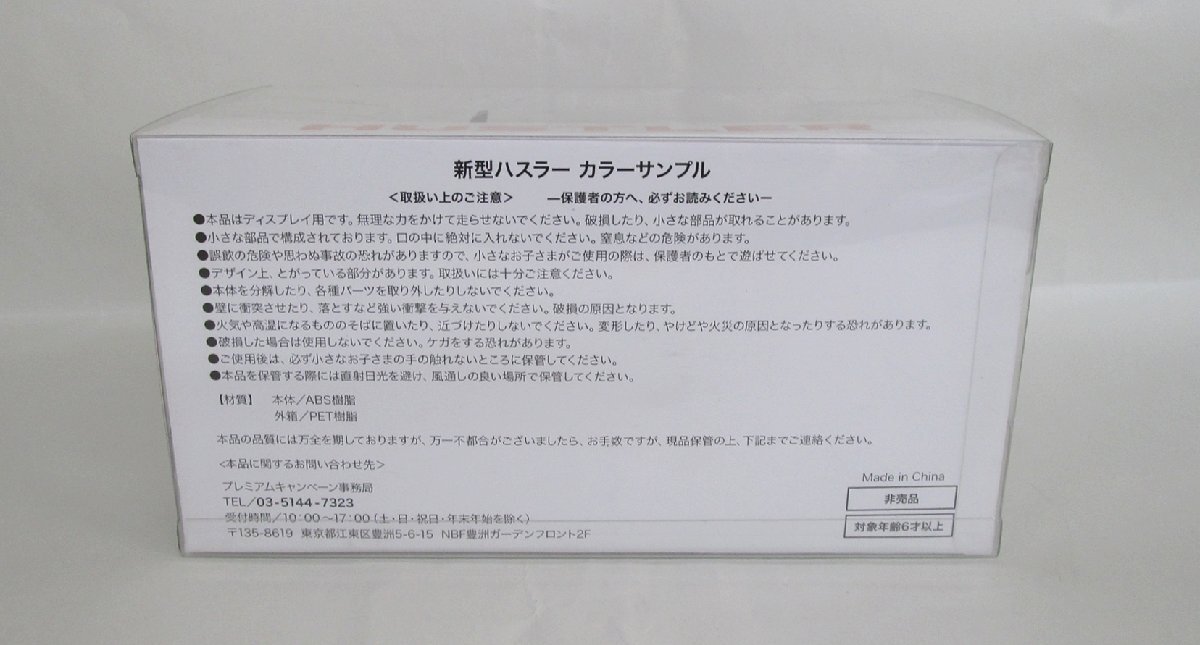 HUSTLER
新型ハスラー カラーサンプル
＜取扱い上のご注意＞　―保護者の方へ、必ずお読みください―
●本品はディスプレイ用です。無理な力をかけて走らせないでください。破損したり、小さな部品が取れることがあります。
●小さな部品で構成されております。口の中に絶対に入れないでください。窒息などの危険があります。
●誤飲の危険や思わぬ事故の恐れがありますので、小さなお子さまがご使用の際は、保護者のもとで遊ばせてください。
●デザイン上、とがっている部分があります。取扱いには十分ご注意ください。
●本体を分解したり、各種パーツを取り外したりしないでください。
●壁に衝突させたり、落とすなど強い衝撃を与えないでください。破損の原因となります。
●火気や高温になるもののそばに置いたり、近づけたりしないでください。変形したり、やけどや火災の原因となったりする恐れがあります。
●破損した場合は使用しないでください。ケガをする恐れがあります。
●ご使用後は、必ず小さなお子さまの手の触れないところに保管してください。
●本品を保管する際には直射日光を避け、風通しの良い場所で保管してください。
【材質】　本体／ABS樹脂
外箱／PET樹脂
本品の品質には万全を期しておりますが、万一不都合がございましたら、お手数ですが、現品保管の上、下記までご連絡ください。
＜本品に関するお問い合わせ先＞
プレミアムキャンペーン事務局
TEL／03-5144-7323
受付時間／10：00～17：00（土・日・祝日・年末年始を除く）
〒135-8619 東京都江東区豊洲5-6-15 NBF豊洲ガーデンフロント2F
Made in China
非売品
対象年齢6才以上